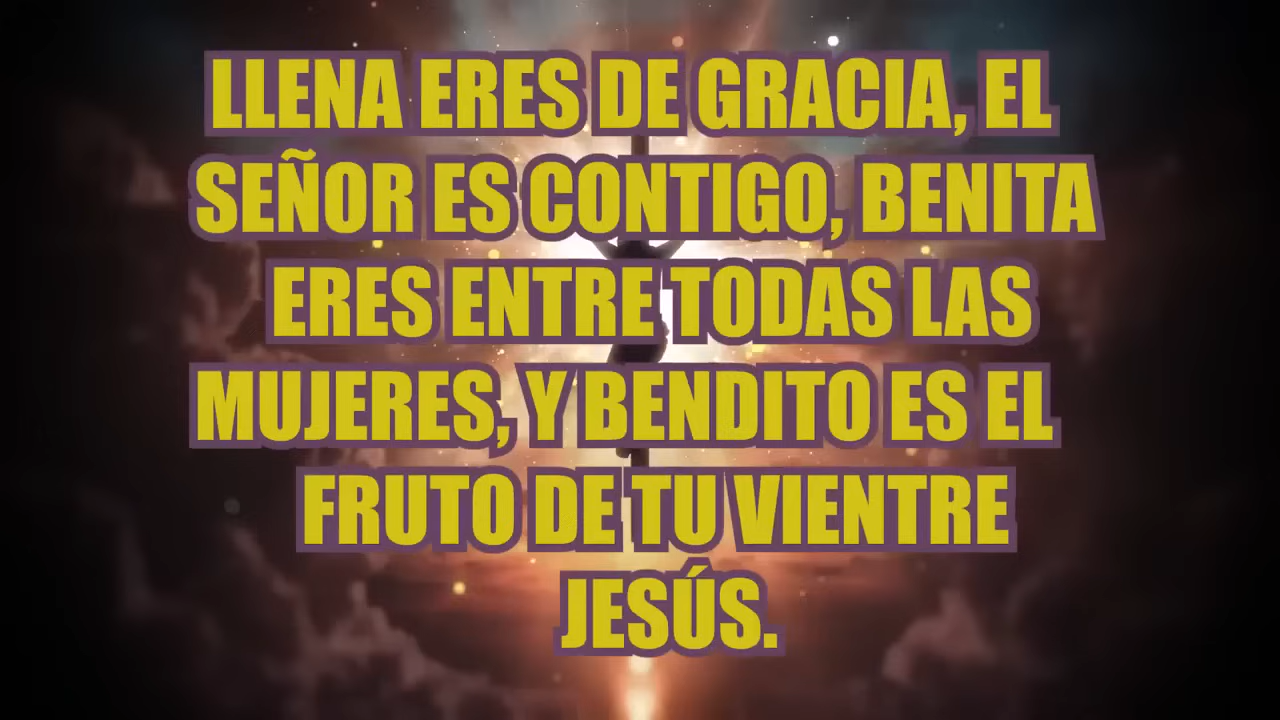 LLENA ERES DE GRACIA, EL
SEÑOR ES CONTIGO, BENITA
ERES ENTRE TODAS LAS
MUJERES, Y BENDITO ES EL
FRUTO DE TU VIENTRE
JESÚS.